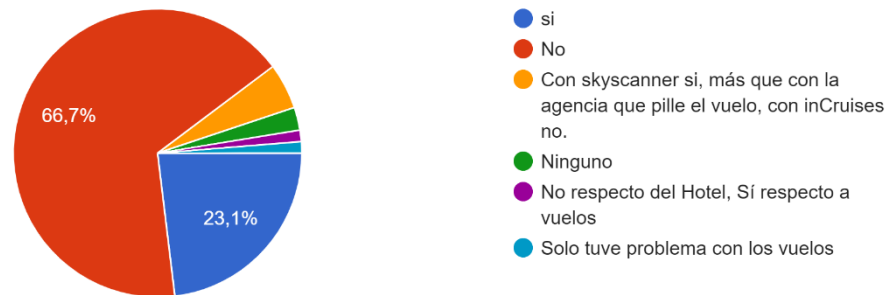 66,7%
23,1%
si
No
Con skyscanner si, más que con la
agencia que pille el vuelo, con inCruises
no.
Ninguno
No respecto del Hotel, Sí respecto a
vuelos
Solo tuve problema con los vuelos